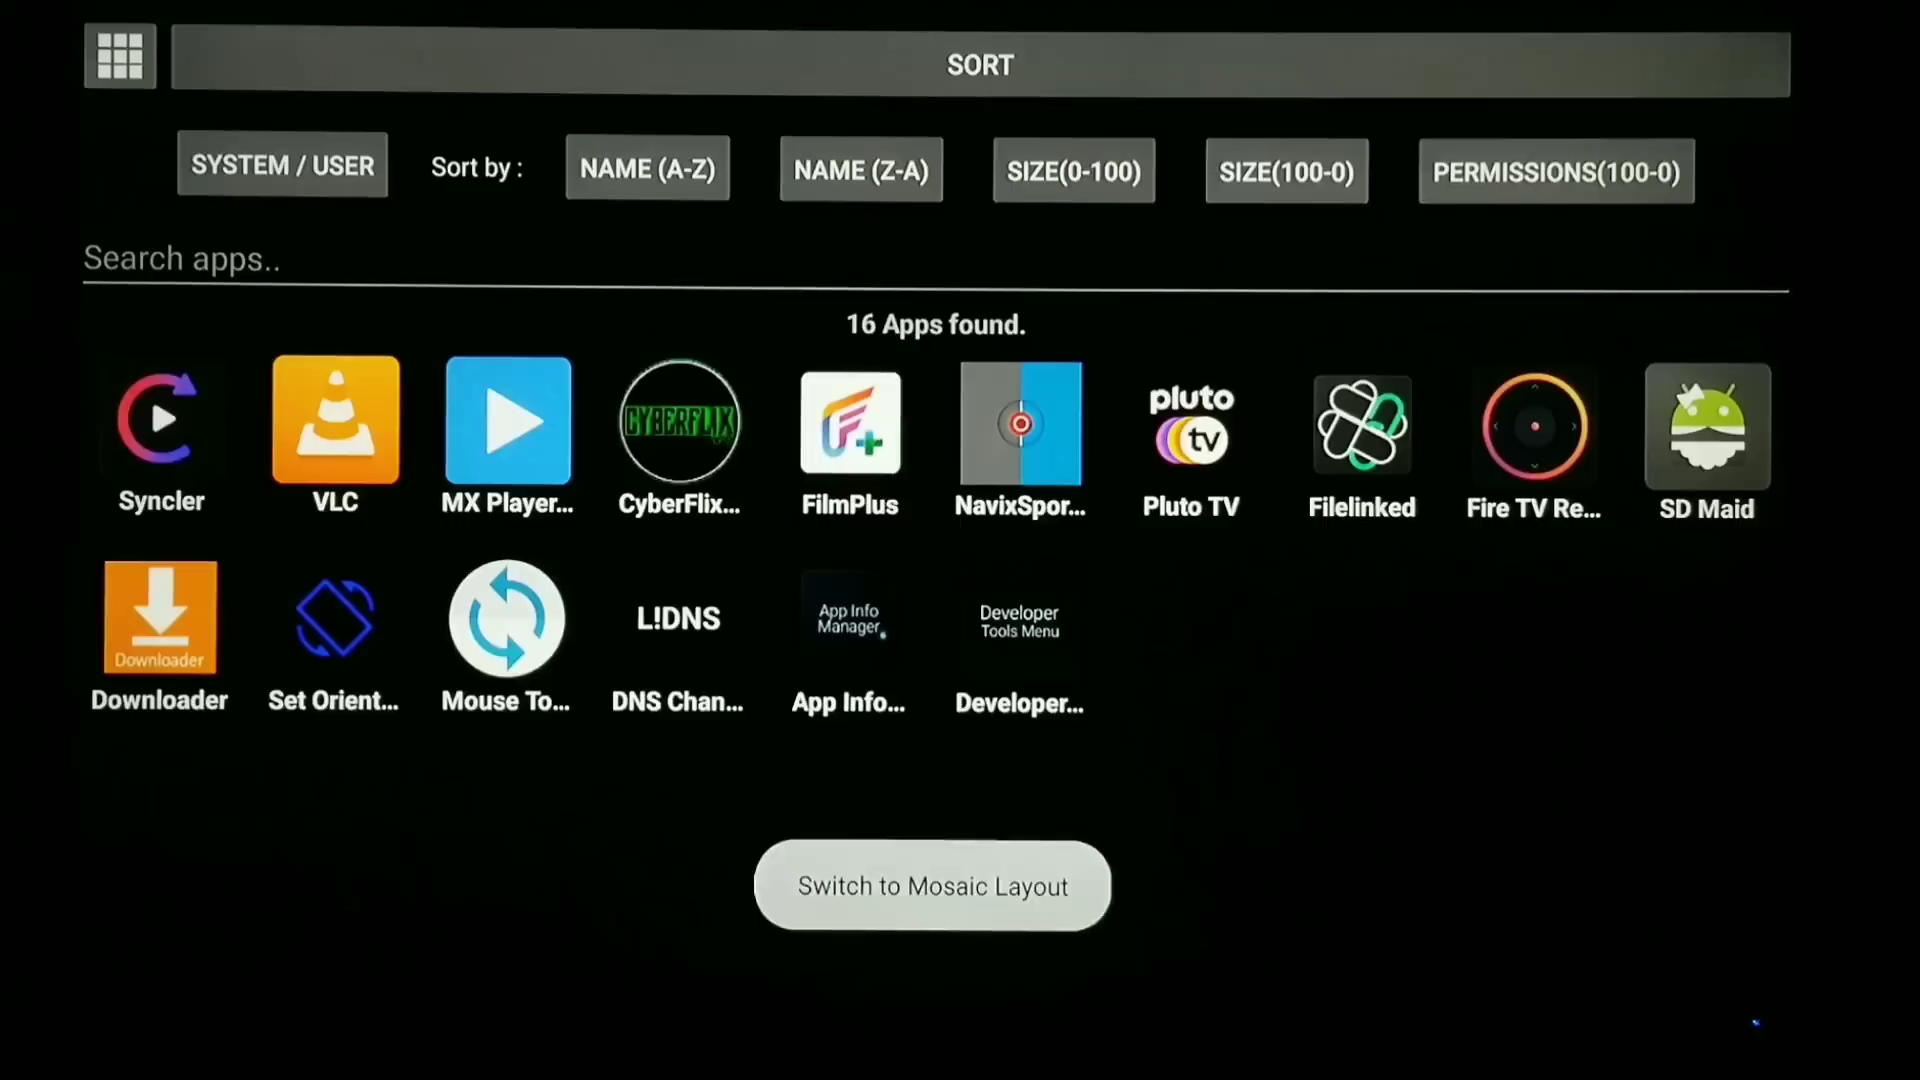 SORT
SYSTEM / USER Sort by : NAME (A-Z) NAME (Z-A) SIZE(0-100) SIZE(100-0) PERMISSIONS(100-0)
Search apps..
16 Apps found.
CYBERFLIX
pluto
tv
Syncler VLC MX Player... CyberFlix... FilmPlus NavixSpor... Pluto TV Filelinked Fire TV Re... SD Maid
Downloader
L!DNS
App Info
Manager
Developer
Tools Menu
Downloader Set Orient... Mouse To... DNS Chan... App Info... Developer...
Switch to Mosaic Layout